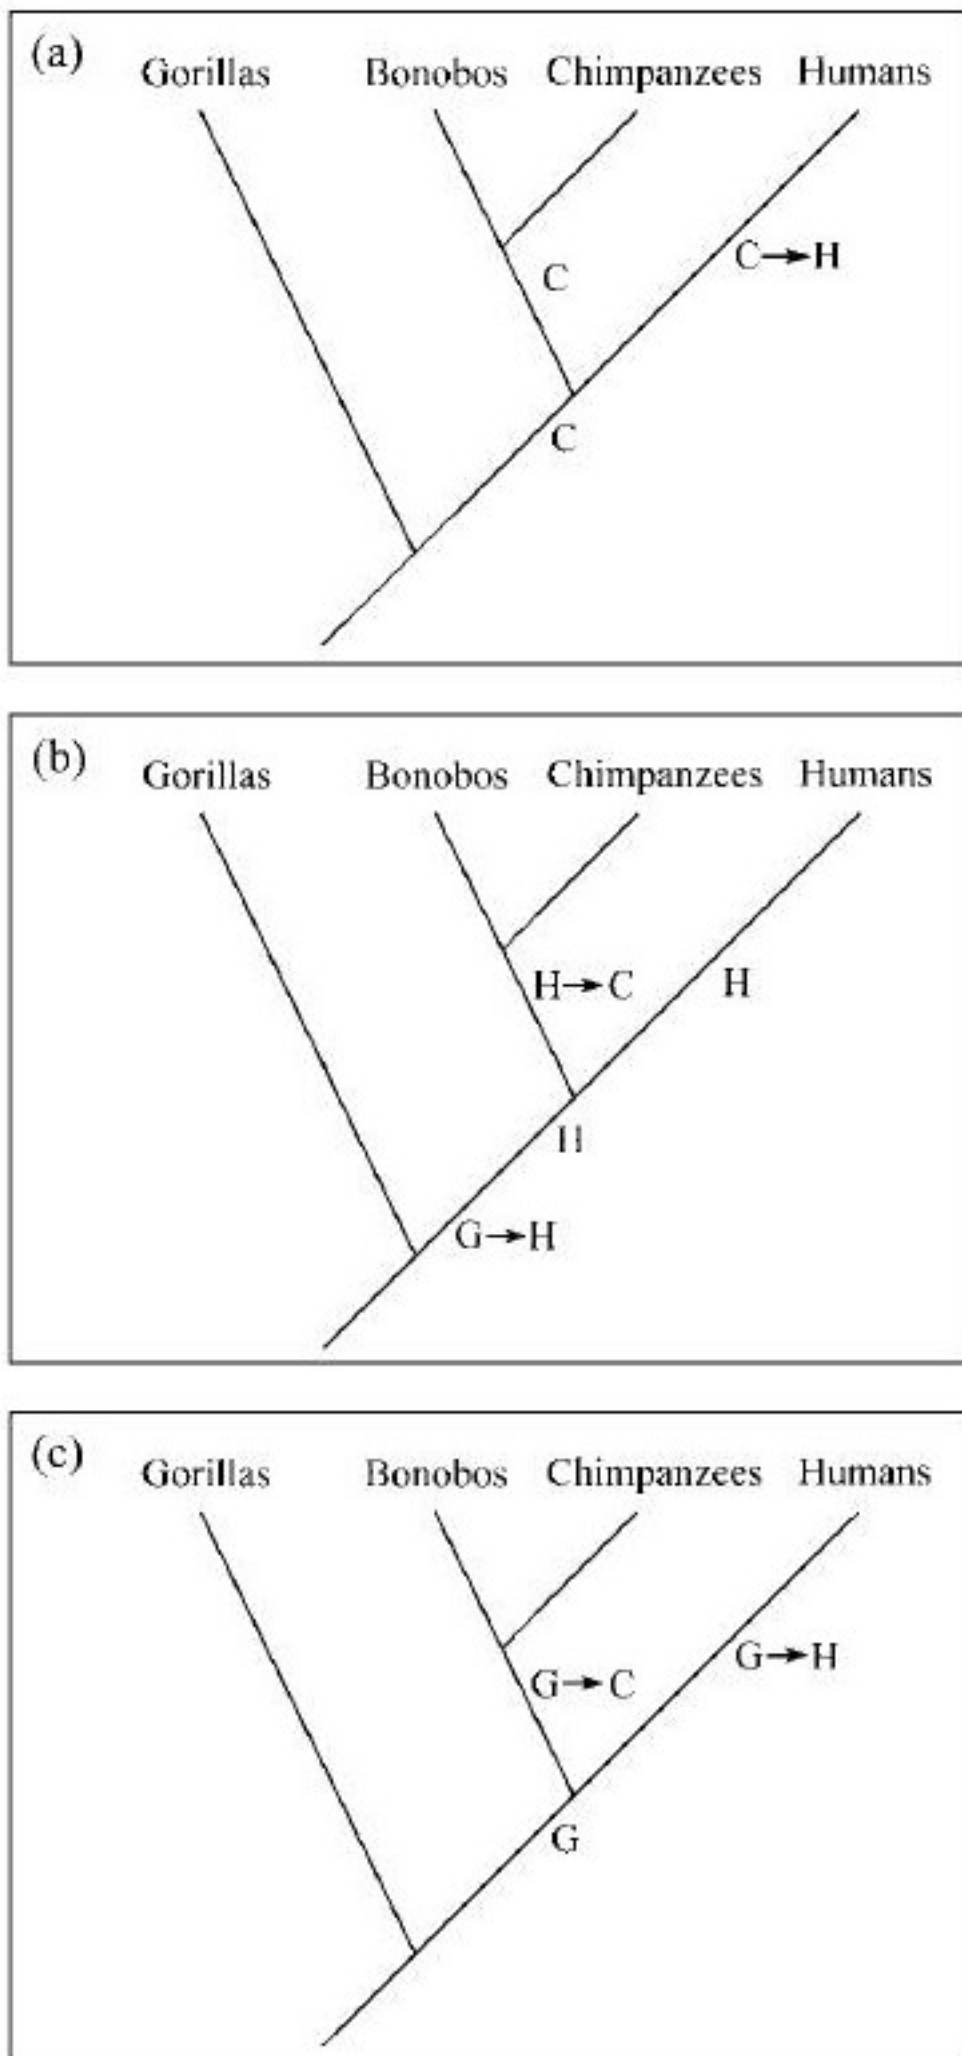 (a)
Gorillas Bonobos Chimpanzees Humans
C→H
C
C
(b)
Gorillas Bonobos Chimpanzees Humans
H→C H
H
G→H
(c)
Gorillas Bonobos Chimpanzees Humans
G→H
G→C
G